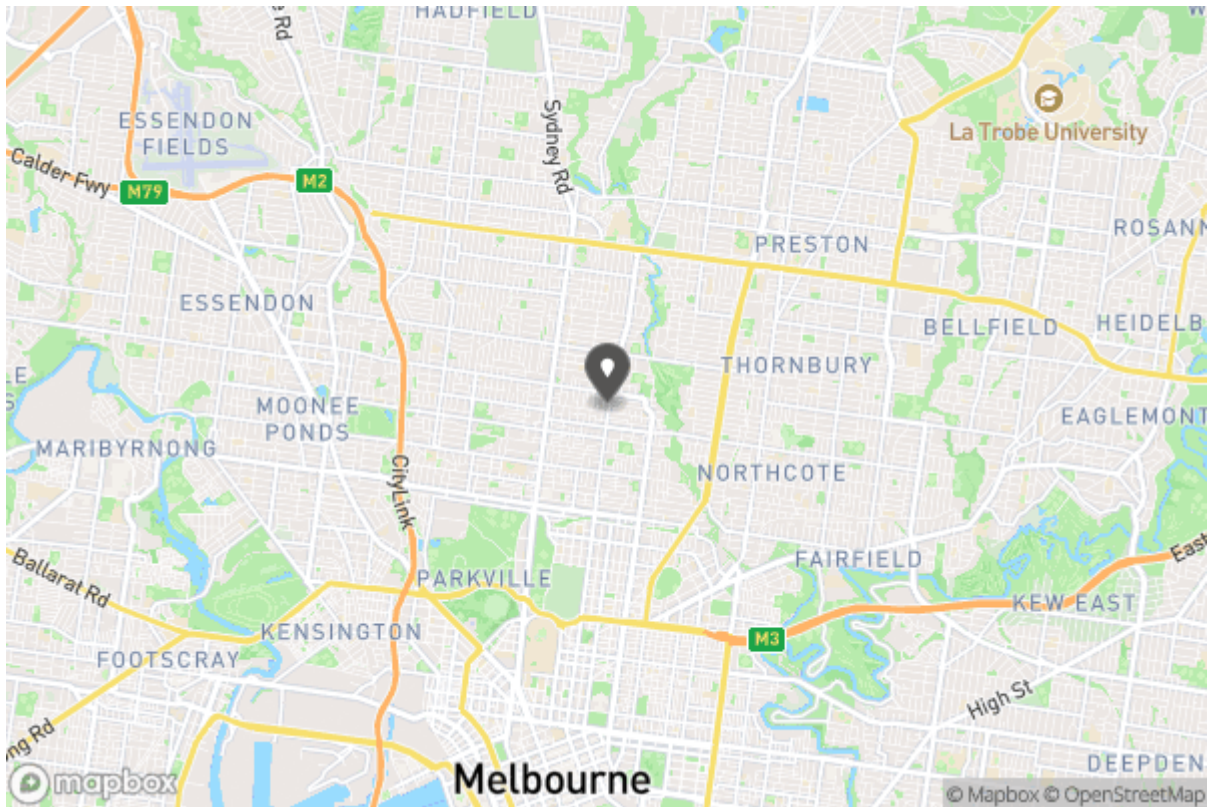 HADFIELD
Sydney Rd
ESSENDON
FIELDS
La Trobe University
Calder Fwy
M79
M2
ROSANN
PRESTON
ESSENDON
BELLFIELD
HEIDELB
THORNBURY
MOONEE
PONDS
EAGLEMONT
MARIBYRNONG
NORTHCOTE
CityLink
FAIRFIELD
East
Ballarat Rd
PARKVILLE
KEW EAST
KENSINGTON
M3
FOOTSCRAY
High St
ng Rd
DEEPDEN
Melbourne
mapbox
© Mapbox © OpenStreetMap